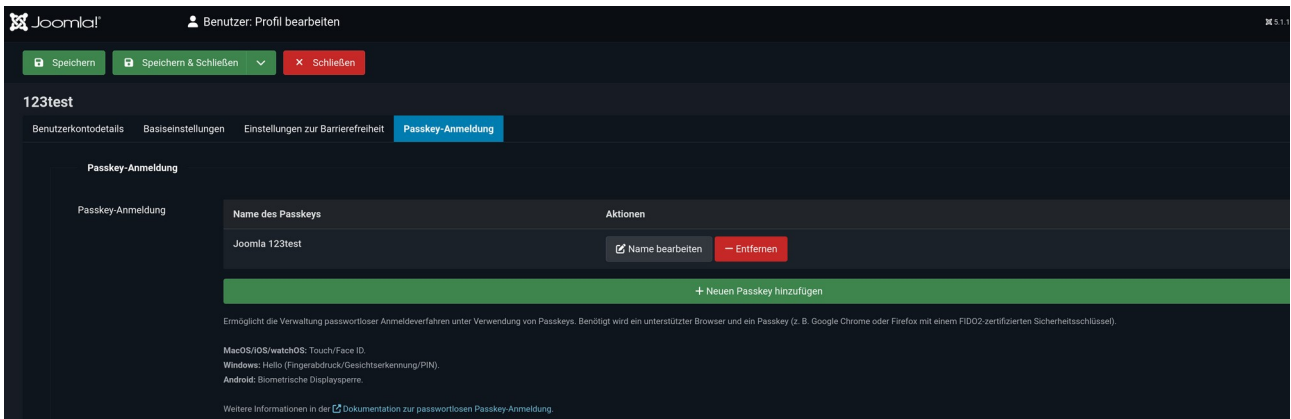 Joomla!® Benutzer: Profil bearbeiten 5.1.1
Speichern Speichern & Schließen Schließen
123test
Benutzerkontodetails Basiseinstellungen Einstellungen zur Barrierefreiheit Passkey-Anmeldung
Passkey-Anmeldung
Passkey-Anmeldung Name des Passkeys Aktionen
Joomla 123test Name bearbeiten Entfernen
+ Neuen Passkey hinzufügen
Ermöglicht die Verwaltung passwortloser Anmeldeverfahren unter Verwendung von Passkeys. Benötigt wird ein unterstützter Browser und ein Passkey (z. B. Google Chrome oder Firefox mit einem FIDO2-zertifizierten Sicherheitsschlüssel).
MacOS/iOS/watchOS: Touch/Face ID.
Windows: Hello (Fingerabdruck/Gesichtserkennung/PIN).
Android: Biometrische Displaysperre.
Weitere Informationen in der Dokumentation zur passwortlosen Passkey-Anmeldung.